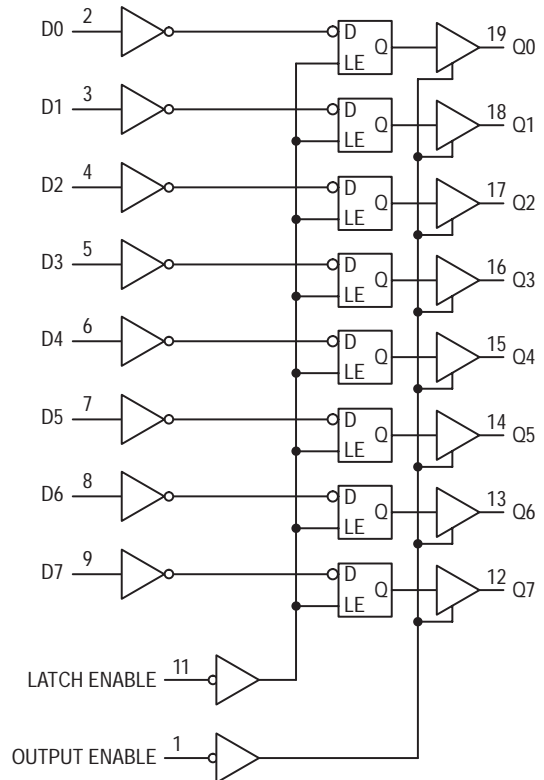 D0 2 D Q 19 Q0
LE
D1 3 D Q 18 Q1
LE
D2 4 D Q 17 Q2
LE
D3 5 D Q 16 Q3
LE
D4 6 D Q 15 Q4
LE
D5 7 D Q 14 Q5
LE
D6 8 D Q 13 Q6
LE
D7 9 D Q 12 Q7
LE
LATCH ENABLE 11
OUTPUT ENABLE 1